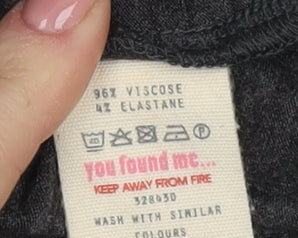 96% VISCOSE
4% ELASTANE
40 P
you found me...
KEEP AWAY FROM FIRE
328430
WASH WITH SIMILAR
COLOURS